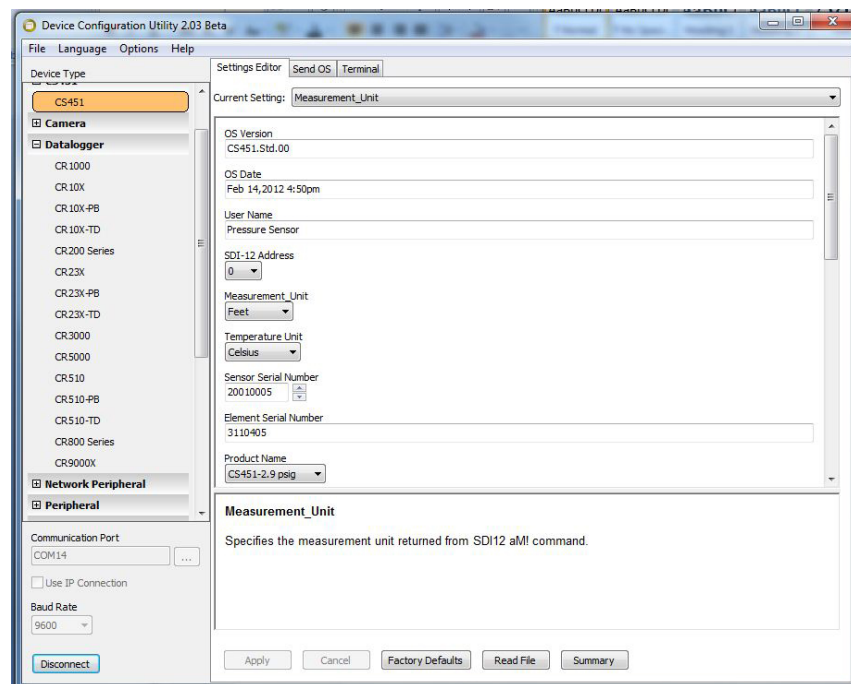 Device Configuration Utility 2.03 Beta
File Language Options Help
Device Type
CS451
Camera
Datalogger
CR1000
CR10X
CR10X-PB
CR10X-TD
CR200 Series
CR23X
CR23X-PB
CR23X-TD
CR3000
CR5000
CR510
CR510-PB
CR510-TD
CR800 Series
CR9000X
Network Peripheral
Peripheral
Communication Port
COM14
...
Use IP Connection
Baud Rate
9600
Disconnect
Settings Editor Send OS Terminal
Current Setting: Measurement_Unit
OS Version
CS451.Std.00
OS Date
Feb 14,2012 4:50pm
User Name
Pressure Sensor
SDI-12 Address
0
Measurement_Unit
Feet
Temperature Unit
Celsius
Sensor Serial Number
20010005
Element Serial Number
3110405
Product Name
CS451-2.9 psig
Measurement_Unit
Specifies the measurement unit returned from SDI12 aM! command.
Apply Cancel Factory Defaults Read File Summary